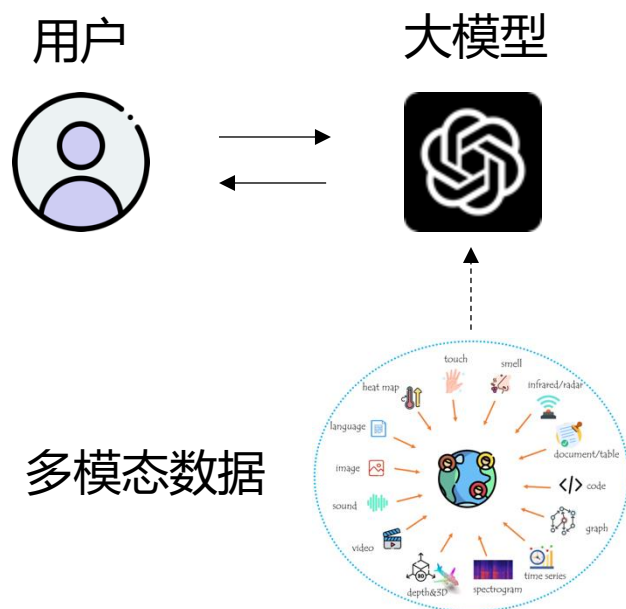 用户
大模型
touch
smell
heat map
infrared/radar
language
document/table
image
</> code
sound
graph
video
time series
3D
depth&3D
spectrogram
多模态数据